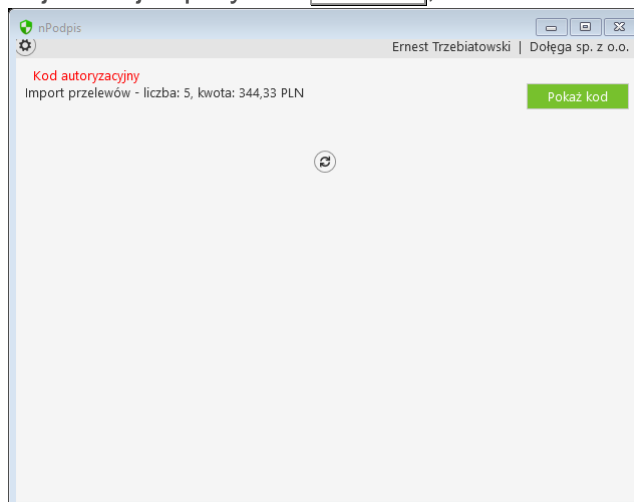 nPodpis
Ernest Trzebiatowski | Dołęga sp. z o.o.
Kod autoryzacyjny
Import przelewów - liczba: 5, kwota: 344,33 PLN
Pokaż kod